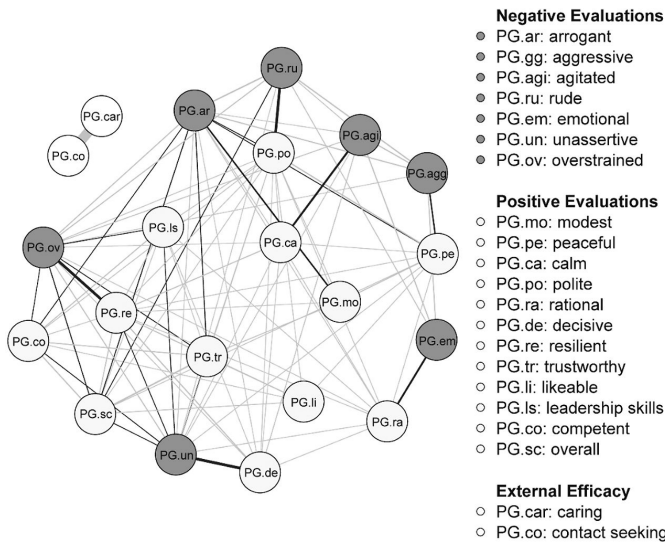 PG.ru
PG.ar
PG.car
PG.agi
PG.po
PG.co
PG.agg
PG.ls
PG.ca
PG.ov
PG.pe
PG.mo
PG.re
PG.co
PG.em
PG.tr
PG.li
PG.sc
PG.ra
PG.un
PG.de
Negative Evaluations
PG.ar: arrogant
PG.gg: aggressive
PG.agi: agitated
PG.ru: rude
PG.em: emotional
PG.un: unassertive
PG.ov: overstrained
Positive Evaluations
PG.mo: modest
PG.pe: peaceful
PG.ca: calm
PG.po: polite
PG.ra: rational
PG.de: decisive
PG.re: resilient
PG.tr: trustworthy
PG.li: likeable
PG.ls: leadership skills
PG.co: competent
PG.sc: overall
External Efficacy
PG.car: caring
PG.co: contact seeking